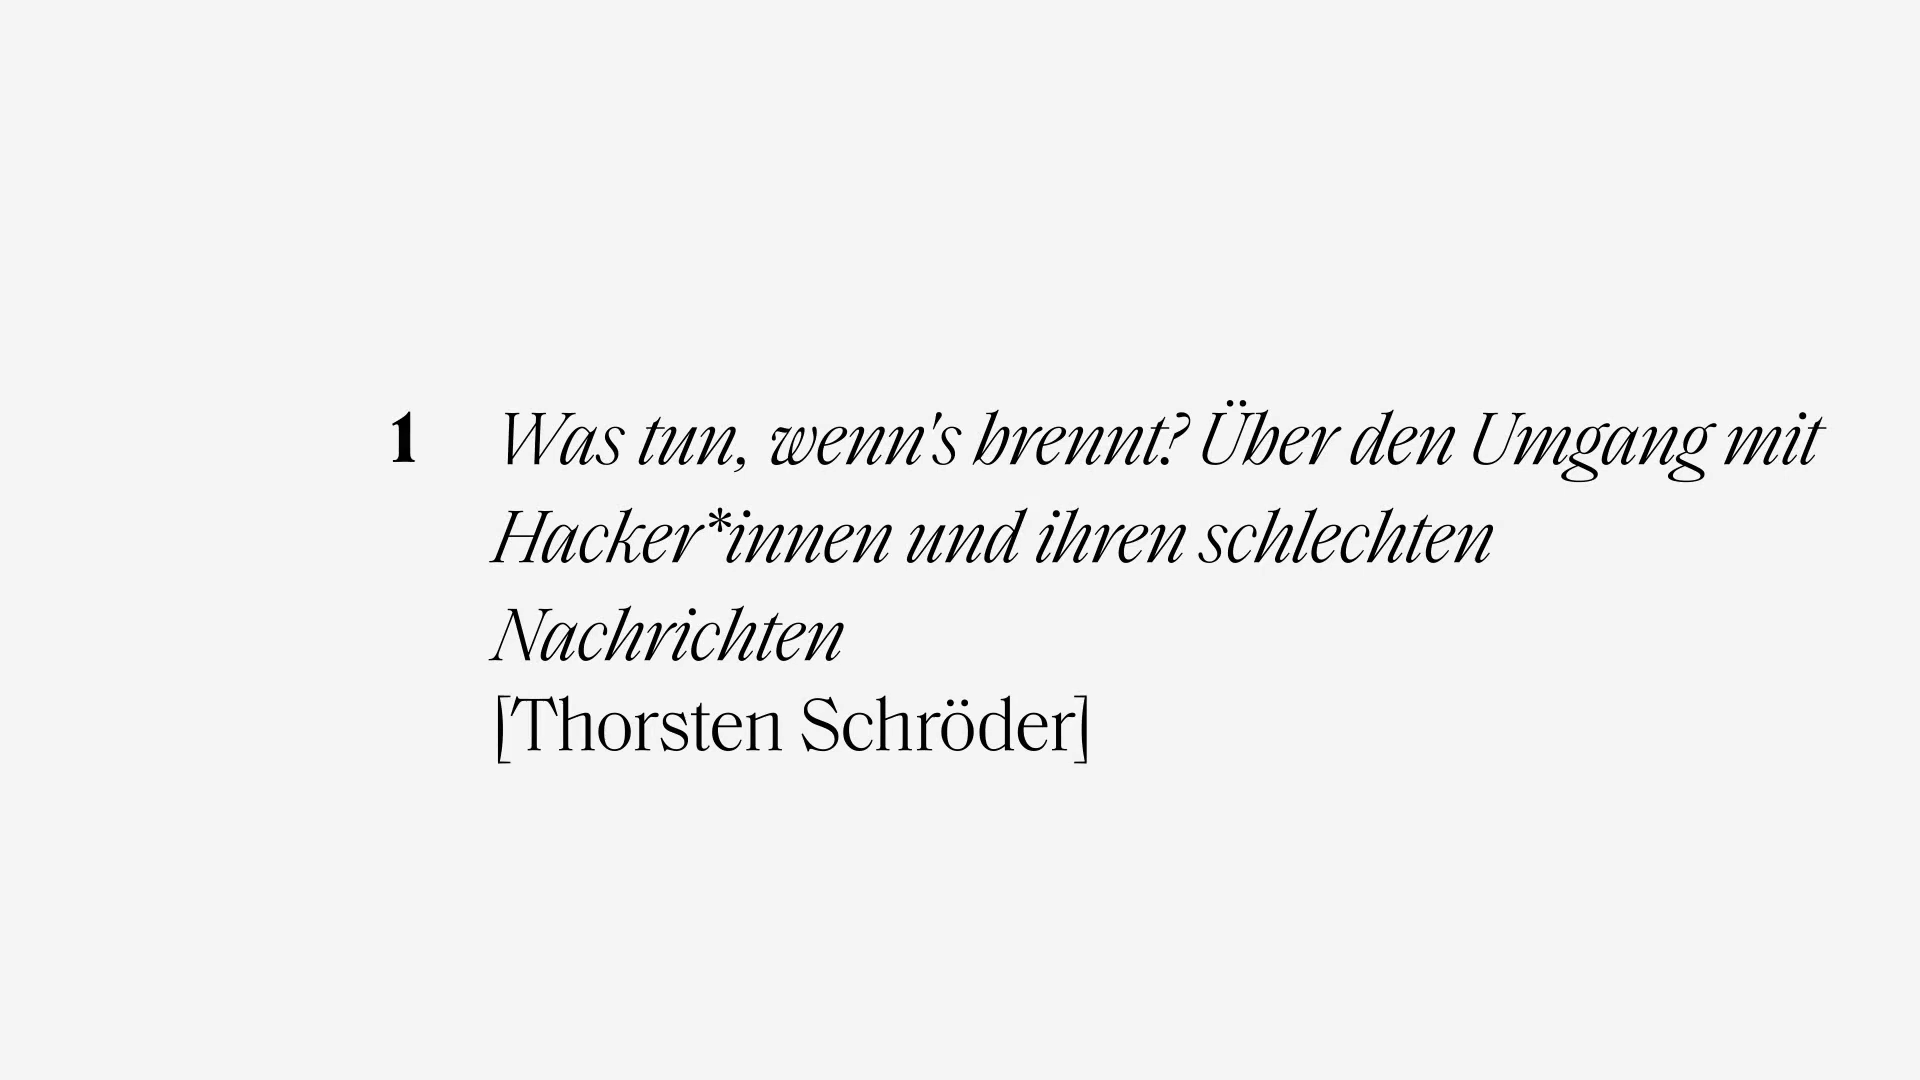 1 Was tun, wenn's brennt? Über den Umgang mit
Hacker*innen und ihren schlechten
Nachrichten
[Thorsten Schröder]